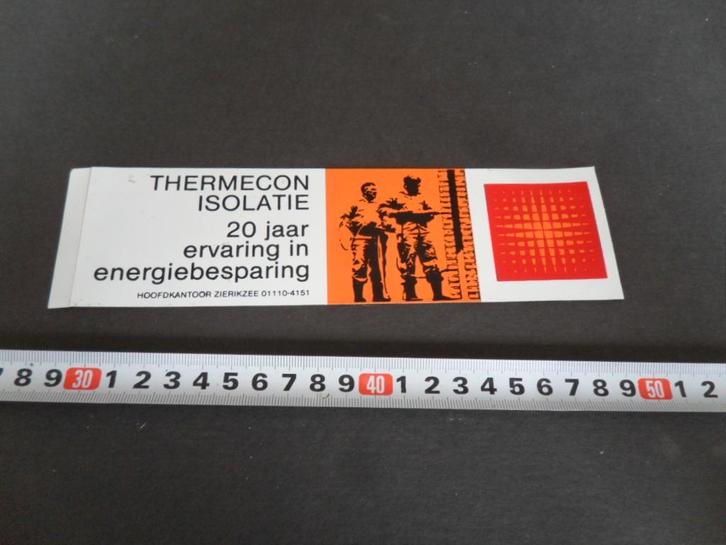 THERMECON
ISOLATIE
20 jaar
ervaring in
energiebesparing
HOOFDKANTOOR ZIERIKZEE 01110-4151
8 9 30 1 2 3 4 5 6 7 8 9 40 1 2 3 4 5 6 7 8 9 50 1 2